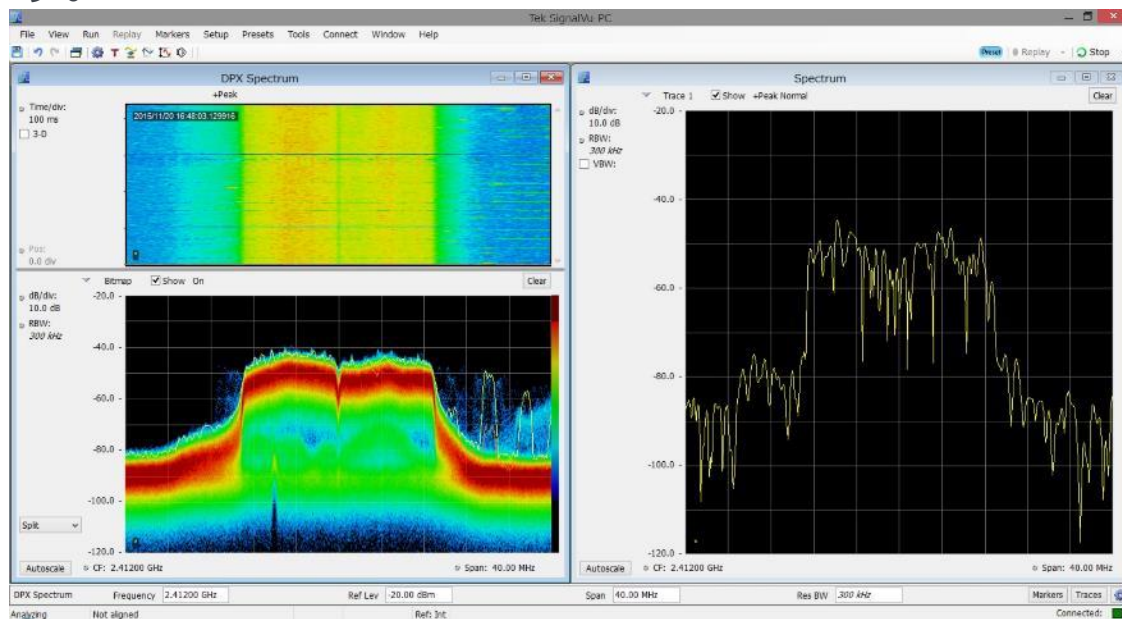 Tek SignalVu PC
File View Run Replay Markers Setup Presets Tools Connect Window Help
Preset Replay Stop
DPX Spectrum
+Peak
Time/div:
100 ms
3-D
2015/11/20 16:48:03.129916
Pos:
0.0 div
Bitmap Show On Clear
dB/div:
10.0 dB
RBW:
300 kHz
-20.0
-40.0
-60.0
-80.0
-100.0
-120.0
Split
Autoscale CF: 2.41200 GHz Span: 40.00 MHz
Spectrum
Trace 1 Show +Peak Normal Clear
dB/div:
10.0 dB
RBW:
300 kHz
VBW:
-20.0
-40.0
-60.0
-80.0
-100.0
-120.0
Autoscale CF: 2.41200 GHz Span: 40.00 MHz
DPX Spectrum Frequency 2.41200 GHz Ref Lev -20.00 dBm Span 40.00 MHz Res BW 300 kHz Markers Traces
Analyzing Not aligned Ref: Int Connected: